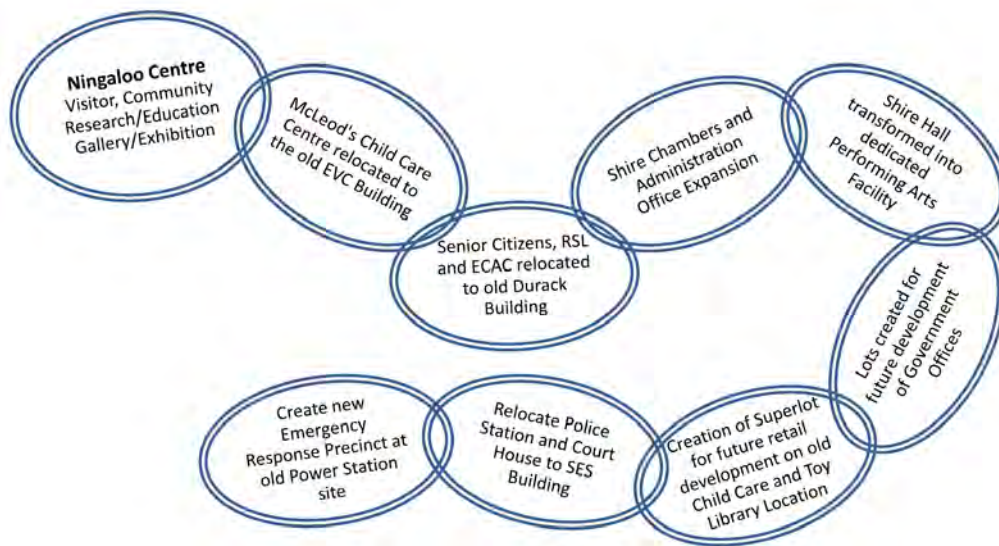 Ningaloo Centre
Visitor, Community
Research/Education
Gallery/Exhibition
McLeod's Child Care
Centre relocated to
the old EVC Building
Senior Citizens, RSL
and ECAC relocated
to old Durack
Building
Shire Chambers and
Administration
Office Expansion
Shire Hall
transformed into
dedicated
Performing Arts
Facility
Lots created for
future development
of Government
Offices
Creation of Superlot
for future retail
development on old
Child Care and Toy
Library Location
Relocate Police
Station and Court
House to SES
Building
Create new
Emergency
Response Precinct at
old Power Station
site